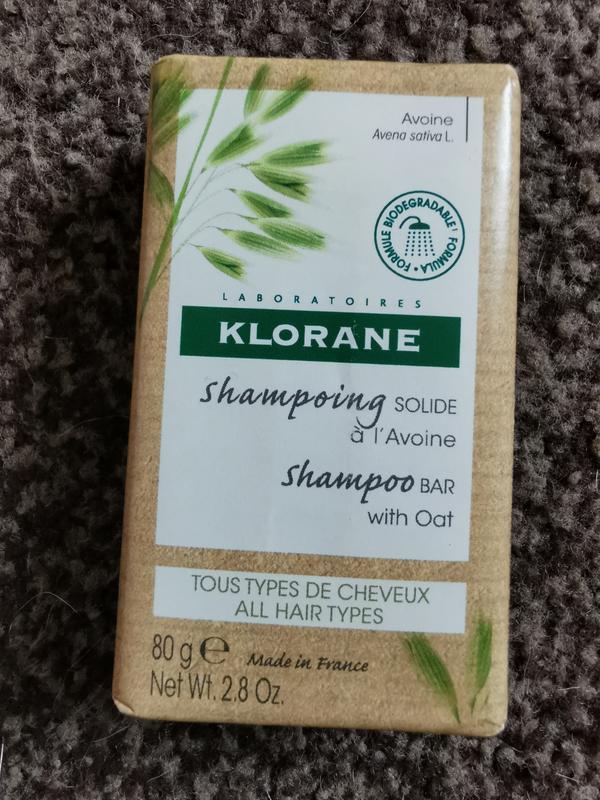 Avoine
Avena sativa L.
FORMULE BIODEGRADABLE¹ FORMULA •
LABORATOIRES
KLORANE
Shampoing SOLIDE
à l'Avoine
Shampoo BAR
with Oat
TOUS TYPES DE CHEVEUX
ALL HAIR TYPES
80 g ℮ Made in France
Net Wt. 2.8 Oz.